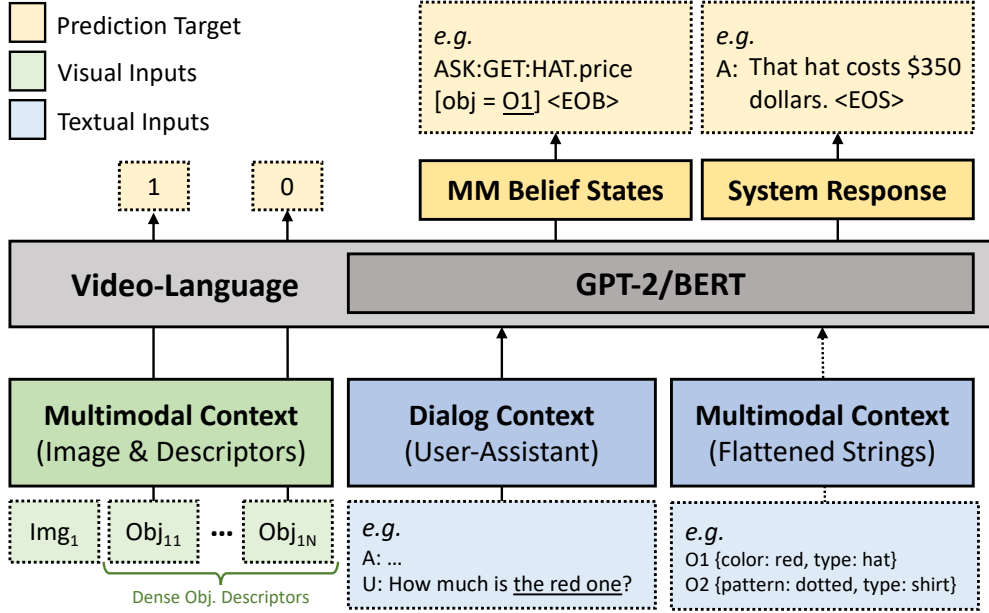 Prediction Target
Visual Inputs
Textual Inputs
e.g.
ASK:GET:HAT.price
[obj = O1] <EOB>
e.g.
A: That hat costs $350
dollars. <EOS>
1
0
MM Belief States
System Response
Video-Language
GPT-2/BERT
Multimodal Context
(Image & Descriptors)
Dialog Context
(User-Assistant)
Multimodal Context
(Flattened Strings)
Img1
Obj11
...
Obj1N
Dense Obj. Descriptors
e.g.
A: ...
U: How much is the red one?
e.g.
O1 {color: red, type: hat}
O2 {pattern: dotted, type: shirt}